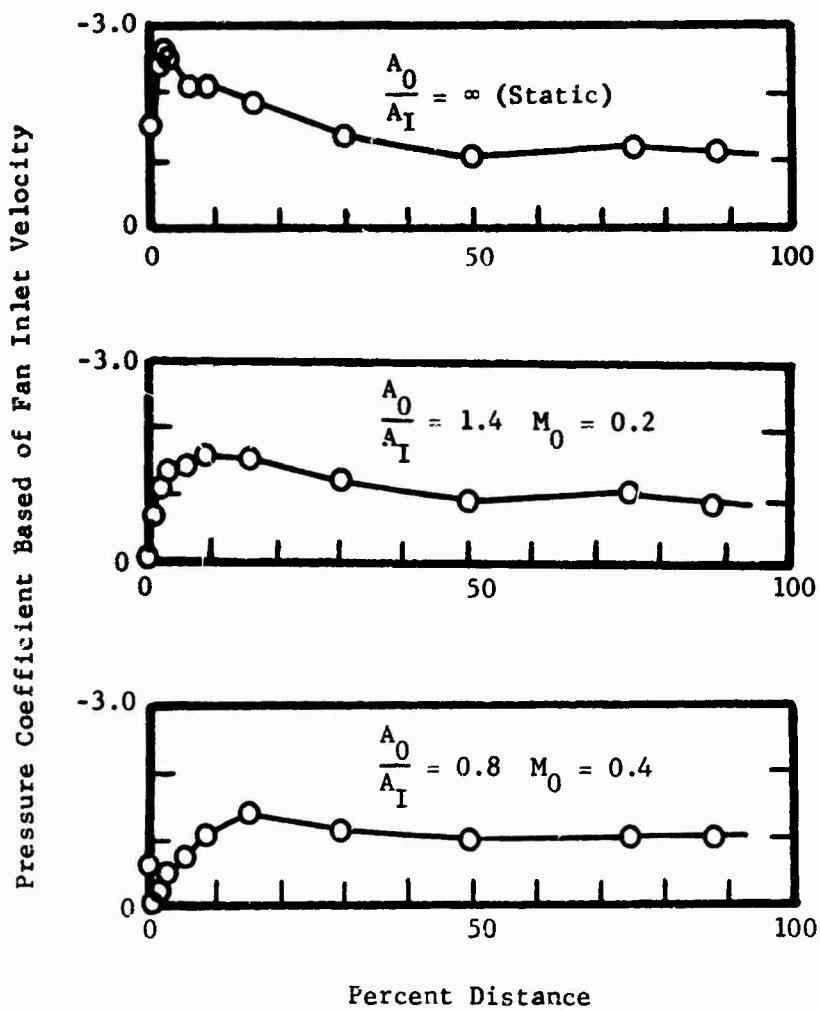 Pressure Coefficient Based of Fan Inlet Velocity
-3.0
A0/AI = ∞ (Static)
0
0 50 100
-3.0
A0/AI = 1.4 M0 = 0.2
0
0 50 100
-3.0
A0/AI = 0.8 M0 = 0.4
0
0 50 100
Percent Distance